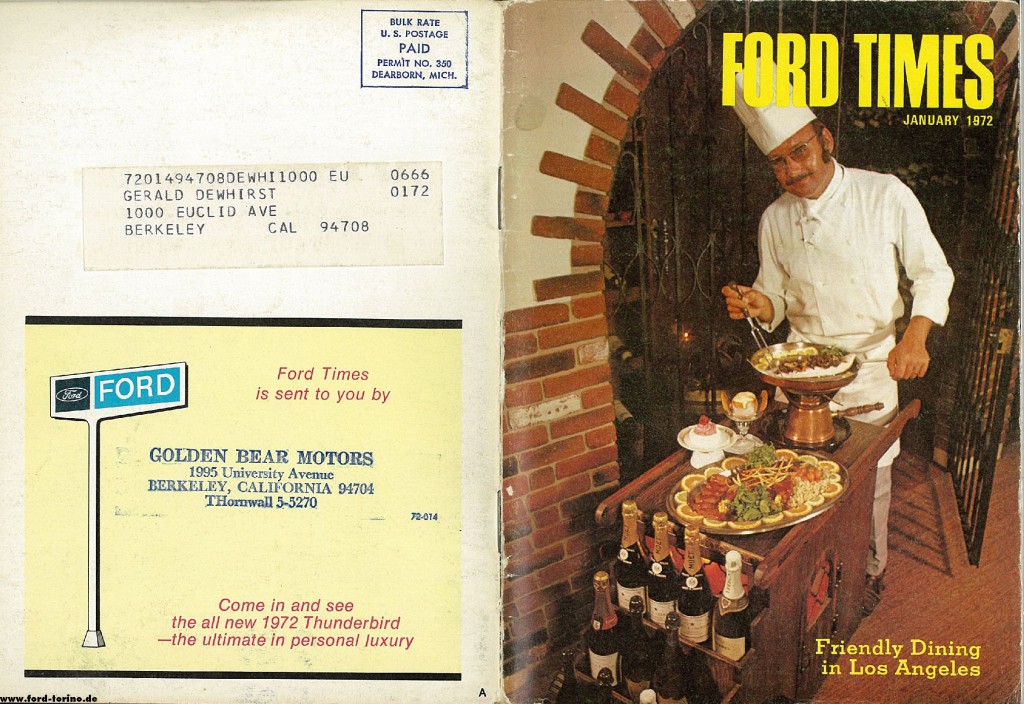 BULK RATE
U. S. POSTAGE
PAID
PERMIT NO. 350
DEARBORN, MICH.
7201494708DEWHI1000 EU 0666
GERALD DEWHIRST 0172
1000 EUCLID AVE
BERKELEY CAL 94708
Ford
FORD
Ford Times
is sent to you by
GOLDEN BEAR MOTORS
1995 University Avenue
BERKELEY, CALIFORNIA 94704
THornwall 5-5270
72-014
Come in and see
the all new 1972 Thunderbird
—the ultimate in personal luxury
A
www.ford-torino.de
FORD TIMES
JANUARY 1972
Friendly Dining
in Los Angeles